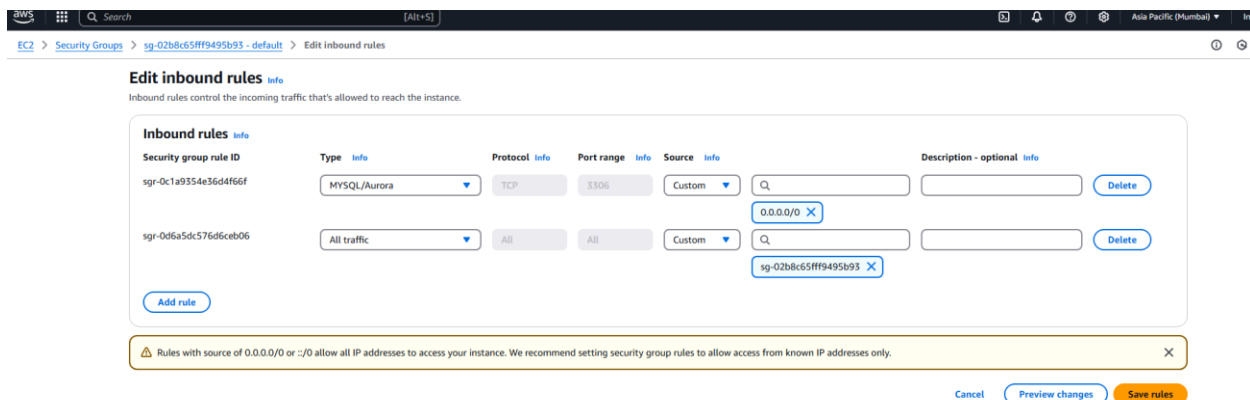 aws Search [Alt+S] Asia Pacific (Mumbai)
EC2 > Security Groups > sg-02b8c65fff9495b93 - default > Edit inbound rules
Edit inbound rules Info
Inbound rules control the incoming traffic that's allowed to reach the instance.
Inbound rules Info
Security group rule ID Type Info Protocol Info Port range Info Source Info Description - optional Info
sgr-0c1a9354e36d4f66f MYSQL/Aurora TCP 3306 Custom Delete
0.0.0.0/0
sgr-0d6a5dc576d6ceb06 All traffic All All Custom Delete
sg-02b8c65fff9495b93
Add rule
Rules with source of 0.0.0.0/0 or ::/0 allow all IP addresses to access your instance. We recommend setting security group rules to allow access from known IP addresses only.
Cancel Preview changes Save rules